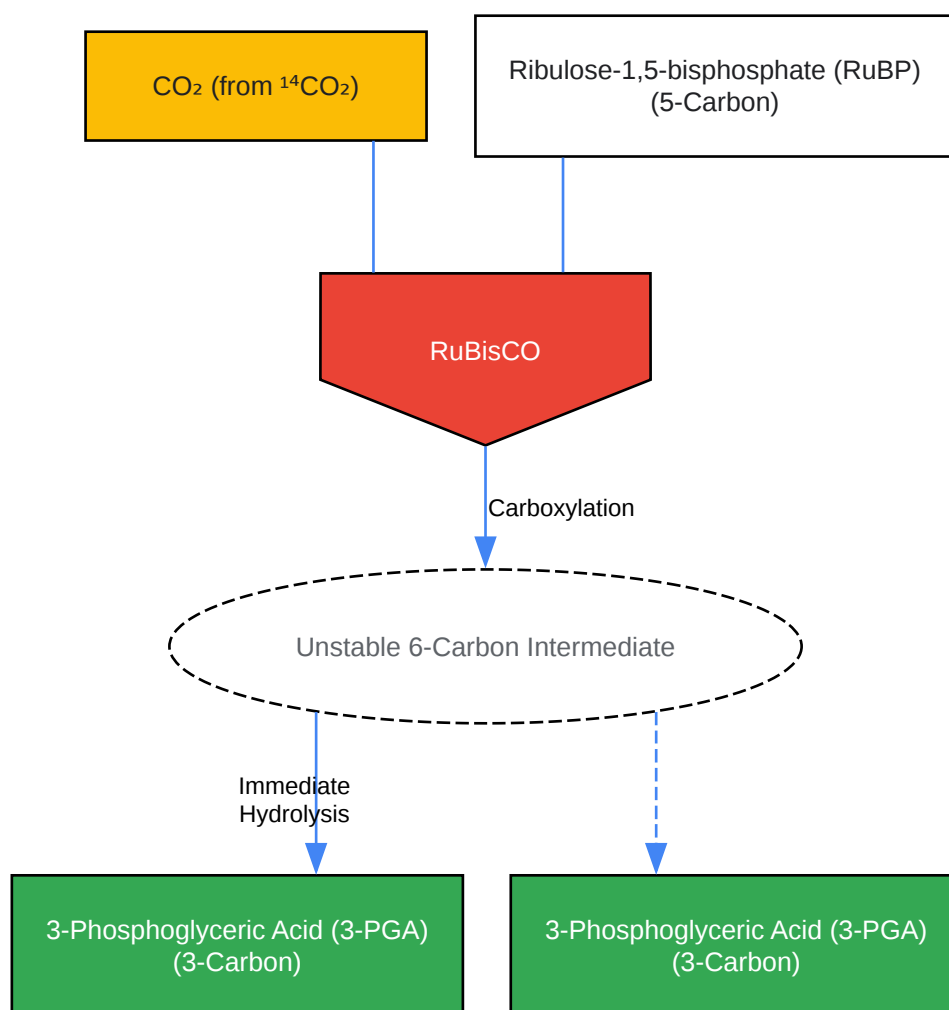 CO₂ (from ¹⁴CO₂)
Ribulose-1,5-bisphosphate (RuBP)
(5-Carbon)
RuBisCO
Carboxylation
Unstable 6-Carbon Intermediate
Immediate
Hydrolysis
3-Phosphoglyceric Acid (3-PGA)
(3-Carbon)
3-Phosphoglyceric Acid (3-PGA)
(3-Carbon)